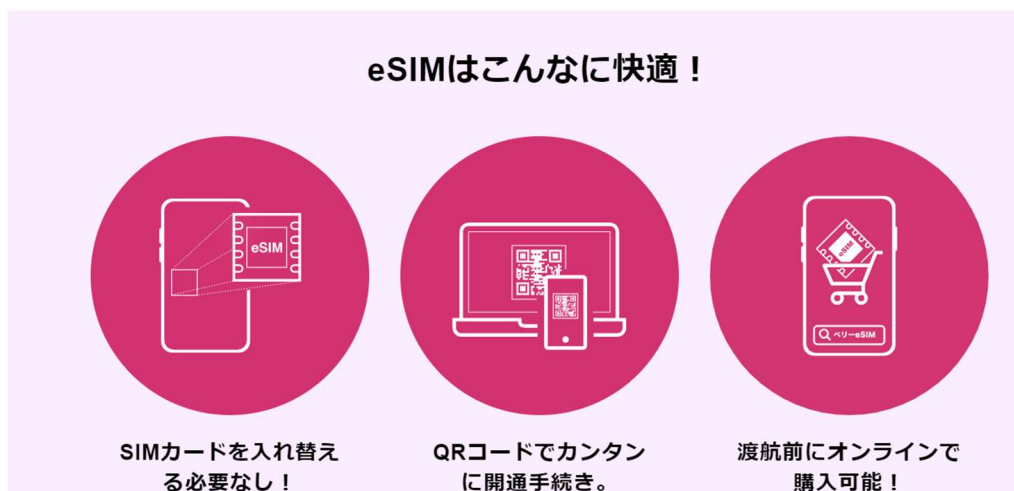 eSIMはこんなに快適！
eSIM
eSIM
ベリーeSIM
SIMカードを入れ替え
る必要なし！
QRコードでカンタン
に開通手続き。
渡航前にオンラインで
購入可能！